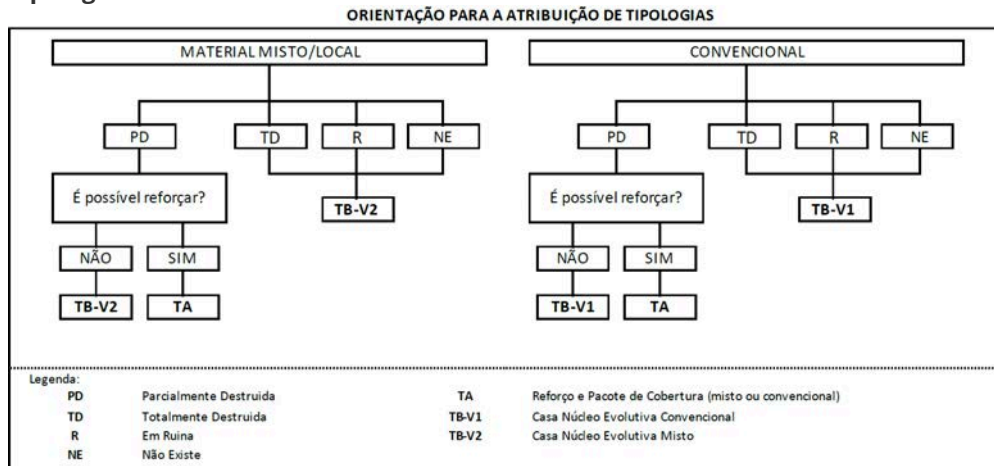 ORIENTAÇÃO PARA A ATRIBUIÇÃO DE TIPOLOGIAS
MATERIAL MISTO/LOCAL
CONVENCIONAL
PD TD R NE
PD TD R NE
É possível reforçar?
TB-V2
É possível reforçar?
TB-V1
NÃO SIM
NÃO SIM
TB-V2 TA
TB-V1 TA
Legenda:
PD Parcialmente Destruida TA Reforço e Pacote de Cobertura (misto ou convencional)
TD Totalmente Destruida TB-V1 Casa Núcleo Evolutiva Convencional
R Em Ruina TB-V2 Casa Núcleo Evolutiva Misto
NE Não Existe